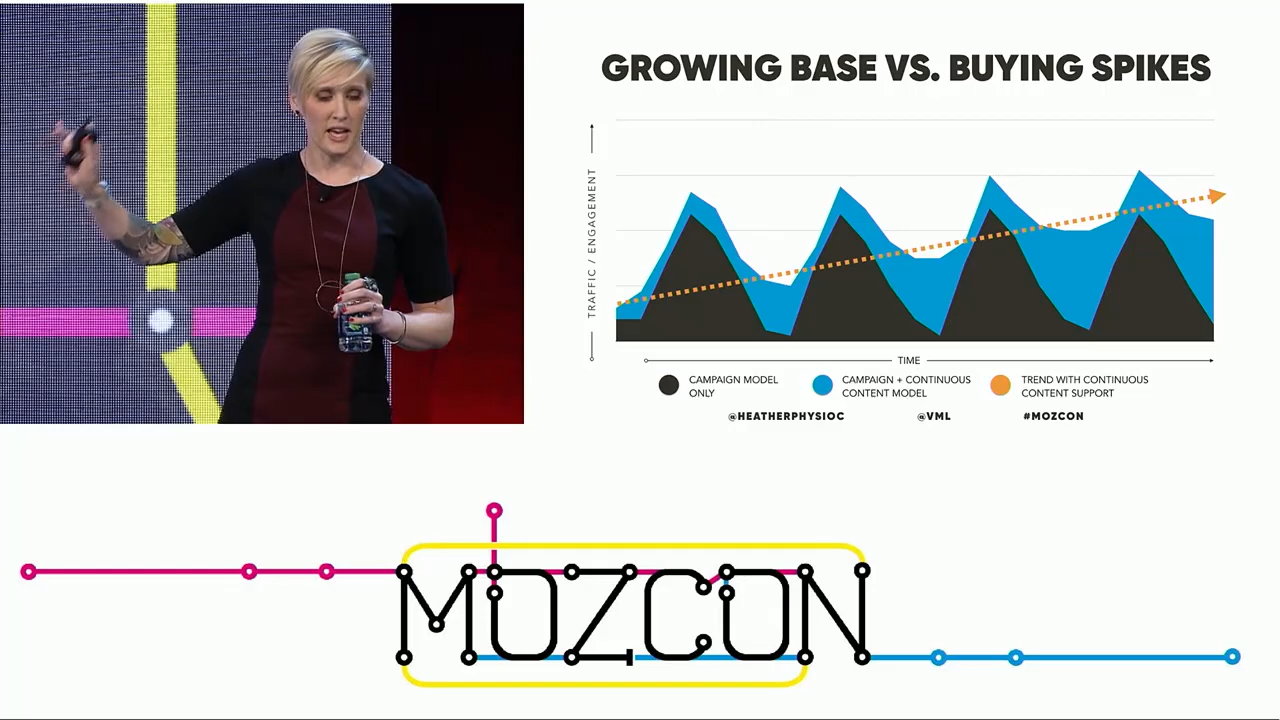 GROWING BASE VS. BUYING SPIKES
TRAFFIC / ENGAGEMENT
TIME
CAMPAIGN MODEL
ONLY
CAMPAIGN + CONTINUOUS
CONTENT MODEL
TREND WITH CONTINUOUS
CONTENT SUPPORT
@HEATHERPHYSIOC
@VML
#MOZCON
MOZCON